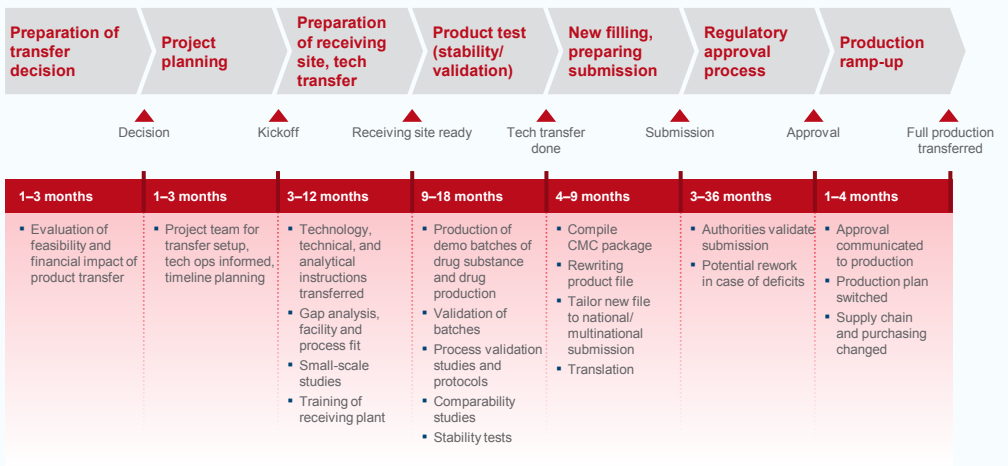 Preparation of
transfer
decision
Project
planning
Preparation
of receiving
site, tech
transfer
Product test
(stability/
validation)
New filling,
preparing
submission
Regulatory
approval
process
Production
ramp-up
Decision
Kickoff
Receiving site ready
Tech transfer
done
Submission
Approval
Full production
transferred
1–3 months
1–3 months
3–12 months
9–18 months
4–9 months
3–36 months
1–4 months
▪ Evaluation of
feasibility and
financial impact of
product transfer
▪ Project team for
transfer setup,
tech ops informed,
timeline planning
▪ Technology,
technical, and
analytical
instructions
transferred
▪ Gap analysis,
facility and
process fit
▪ Small-scale
studies
▪ Training of
receiving plant
▪ Production of
demo batches of
drug substance
and drug
production
▪ Validation of
batches
▪ Process validation
studies and
protocols
▪ Comparability
studies
▪ Stability tests
▪ Compile
CMC package
▪ Rewriting
product file
▪ Tailor new file
to national/
multinational
submission
▪ Translation
▪ Authorities validate
submission
▪ Potential rework
in case of deficits
▪ Approval
communicated
to production
▪ Production plan
switched
▪ Supply chain
and purchasing
changed